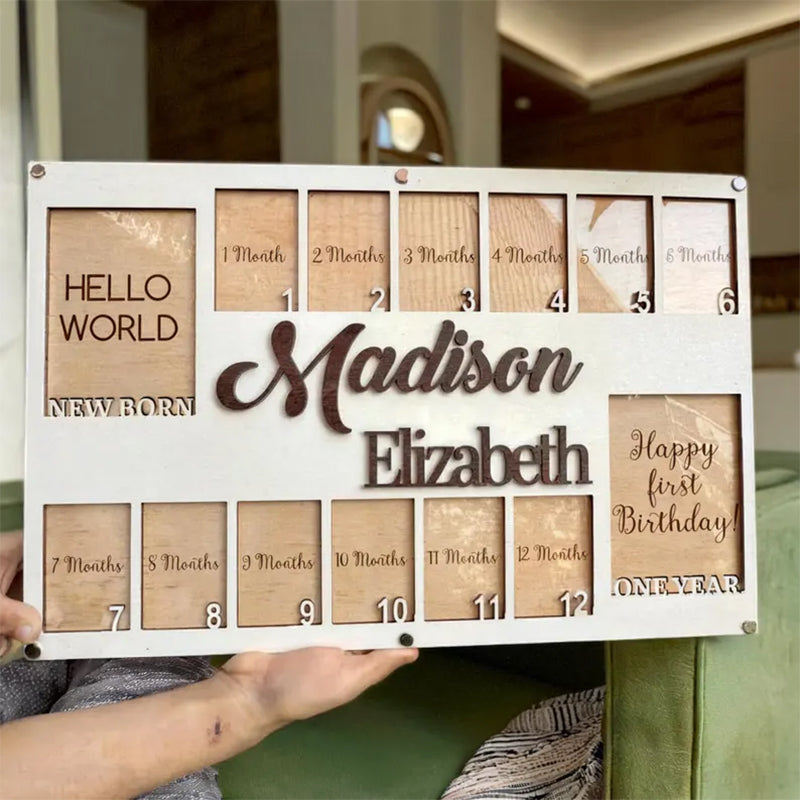 HELLO
WORLD
NEW BORN
1 Month
1
2 Months
2
3 Months
3
4 Months
4
5 Months
5
6 Months
6
Madison
Elizabeth
Happy
first
Birthday!
ONE YEAR
7 Months
7
8 Months
8
9 Months
9
10 Months
10
11 Months
11
12 Months
12